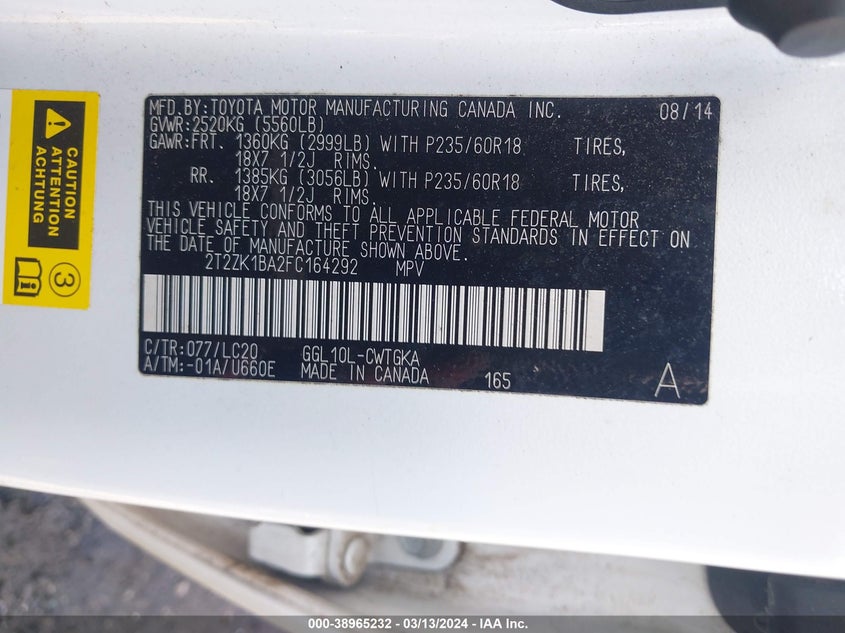 CAUTION
ATTENTION
ACHTUNG
3
MFD.BY:TOYOTA MOTOR MANUFACTURING CANADA INC. 08/14
GVWR:2520KG (5560LB)
GAWR:FRT. 1360KG (2999LB) WITH P235/60R18 TIRES,
18X7 1/2J RIMS.
RR. 1385KG (3056LB) WITH P235/60R18 TIRES,
18X7 1/2J RIMS.
THIS VEHICLE CONFORMS TO ALL APPLICABLE FEDERAL MOTOR
VEHICLE SAFETY AND THEFT PREVENTION STANDARDS IN EFFECT ON
THE DATE OF MANUFACTURE SHOWN ABOVE.
2T2ZK1BA2FC164292 MPV
C/TR:077/LC20 GGL10L-CWTGKA
A/TM:-01A/U660E MADE IN CANADA 165 A
000-38965232 - 03/13/2024 - IAA Inc.